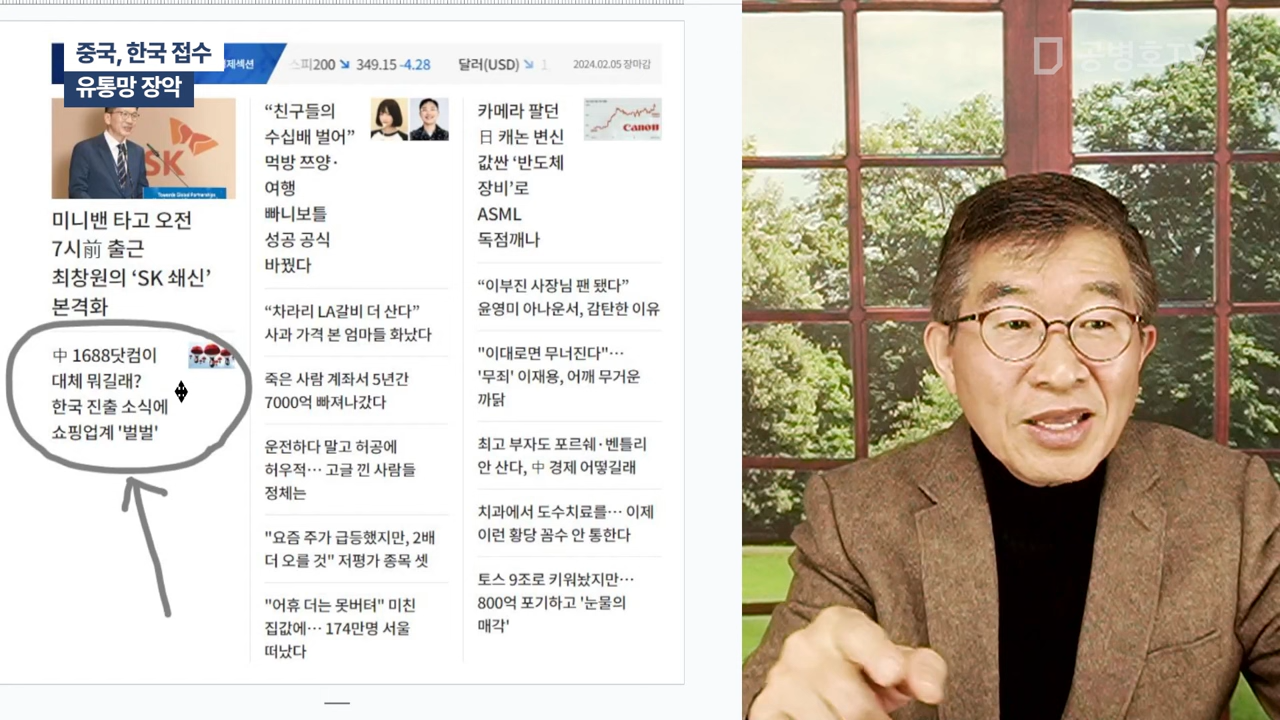 중국, 한국 접수
유통망 장악
제섹션
스피200 349.15 -4.28 달러(USD) 1
2024.02.05 장마감
SK
Towards Global Partnerships
미니밴 타고 오전
7시前 출근
최창원의 ‘SK 쇄신’
본격화
中 1688닷컴이
대체 뭐길래?
한국 진출 소식에
쇼핑업계 '벌벌'
“친구들의
수십배 벌어”
먹방 쯔양·
여행
빠니보틀
성공 공식
바꿨다
“차라리 LA갈비 더 산다”
사과 가격 본 엄마들 화났다
죽은 사람 계좌서 5년간
7000억 빠져나갔다
운전하다 말고 허공에
허우적… 고글 낀 사람들
정체는
"요즘 주가 급등했지만, 2배
더 오를 것" 저평가 종목 셋
"어휴 더는 못버텨" 미친
집값에… 174만명 서울
떠났다
카메라 팔던
日 캐논 변신
값싼 ‘반도체
장비’로
ASML
독점깨나
Canon
“이부진 사장님 팬 됐다”
윤영미 아나운서, 감탄한 이유
"이대로면 무너진다"…
'무죄' 이재용, 어깨 무거운
까닭
최고 부자도 포르쉐·벤틀리
안 산다, 中 경제 어떻길래
치과에서 도수치료를… 이제
이런 황당 꼼수 안 통한다
토스 9조로 키워놨지만…
800억 포기하고 '눈물의
매각'
공병호TV